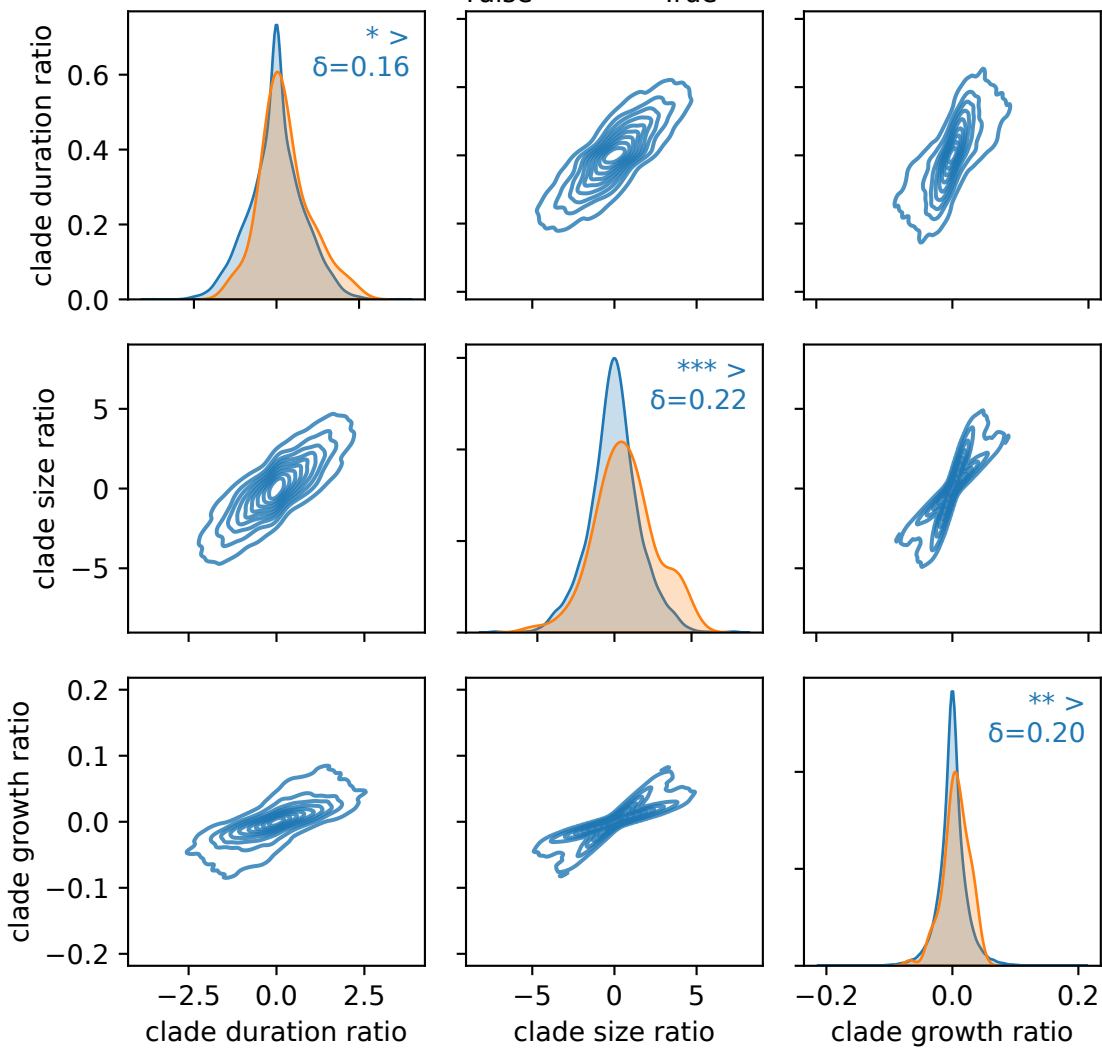 clade duration ratio
0.6
0.4
0.2
0.0
* >
δ=0.16
clade size ratio
5
0
−5
*** >
δ=0.22
clade growth ratio
0.2
0.1
0.0
−0.1
−0.2
** >
δ=0.20
−2.5 0.0 2.5
−5 0 5
−0.2 0.0 0.2
clade duration ratio
clade size ratio
clade growth ratio